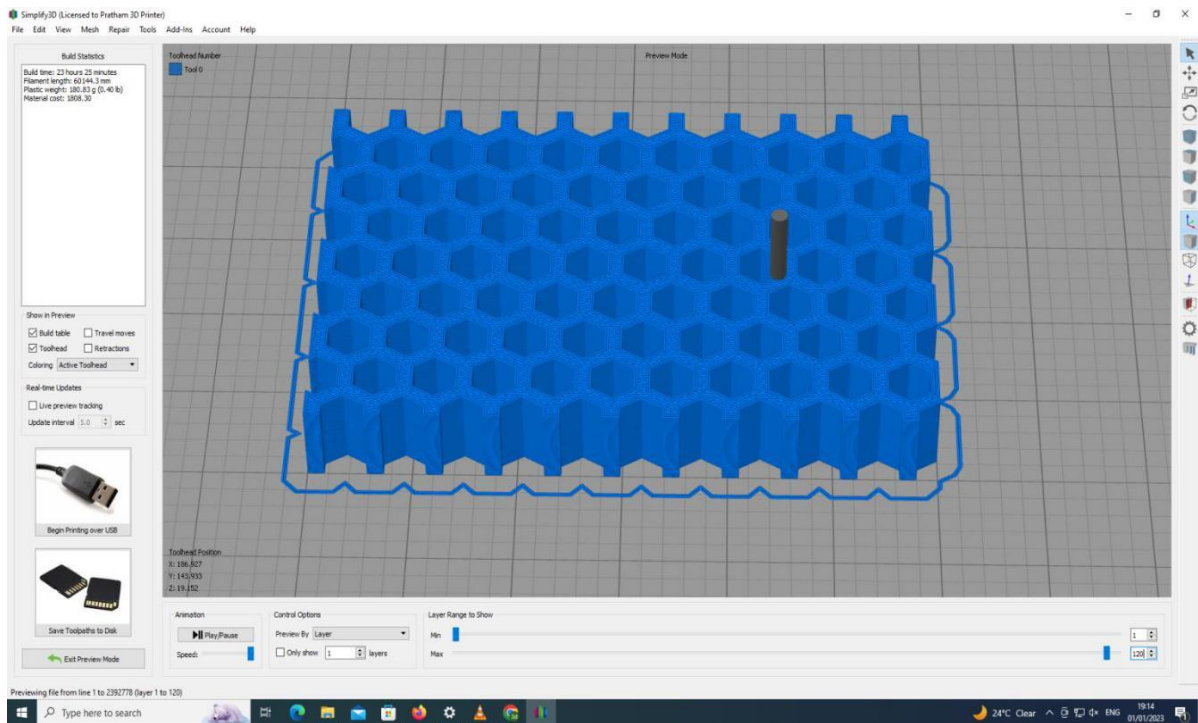 Simplify3D (Licensed to Pratham 3D Printer)
File Edit View Mesh Repair Tools Add-Ins Account Help
Build Statistics
Build time: 23 hours 25 minutes
Filament length: 60144.3 mm
Plastic weight: 180.83 g (0.40 lb)
Material cost: 1808.30
Toolhead Number
Tool 0
Preview Mode
Show in Preview
Build table Travel moves
Toolhead Retractions
Coloring Active Toolhead
Real-time Updates
Live preview tracking
Update interval 5.0 sec
Begin Printing over USB
Save Toolpaths to Disk
Exit Preview Mode
Toolhead Position
X: 186.927
Y: 143.933
Z: 19.152
Animation
Play/Pause
Speed:
Control Options
Preview By Layer
Only show 1 layers
Layer Range to Show
Min 1
Max 120
Previewing file from line 1 to 2392778 (layer 1 to 120)
Type here to search
24°C Clear ENG 19:14
01/01/2023